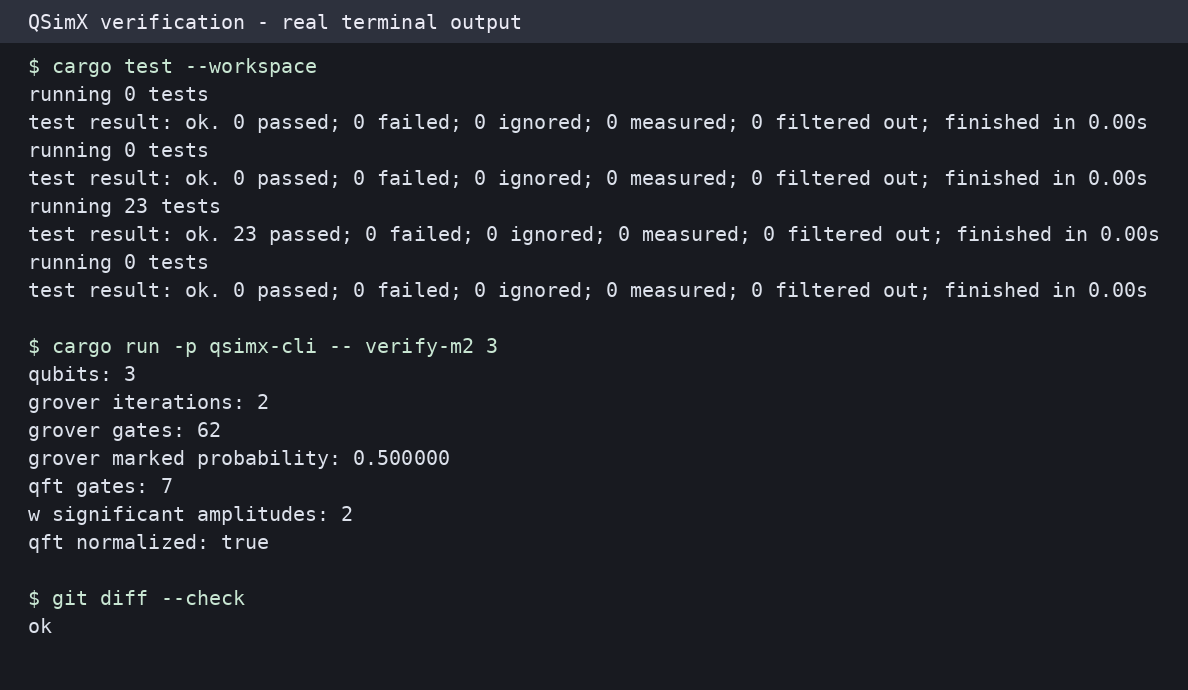 QSimX verification - real terminal output
$ cargo test --workspace
running 0 tests
test result: ok. 0 passed; 0 failed; 0 ignored; 0 measured; 0 filtered out; finished in 0.00s
running 0 tests
test result: ok. 0 passed; 0 failed; 0 ignored; 0 measured; 0 filtered out; finished in 0.00s
running 23 tests
test result: ok. 23 passed; 0 failed; 0 ignored; 0 measured; 0 filtered out; finished in 0.00s
running 0 tests
test result: ok. 0 passed; 0 failed; 0 ignored; 0 measured; 0 filtered out; finished in 0.00s
$ cargo run -p qsimx-cli -- verify-m2 3
qubits: 3
grover iterations: 2
grover gates: 62
grover marked probability: 0.500000
qft gates: 7
w significant amplitudes: 2
qft normalized: true
$ git diff --check
ok